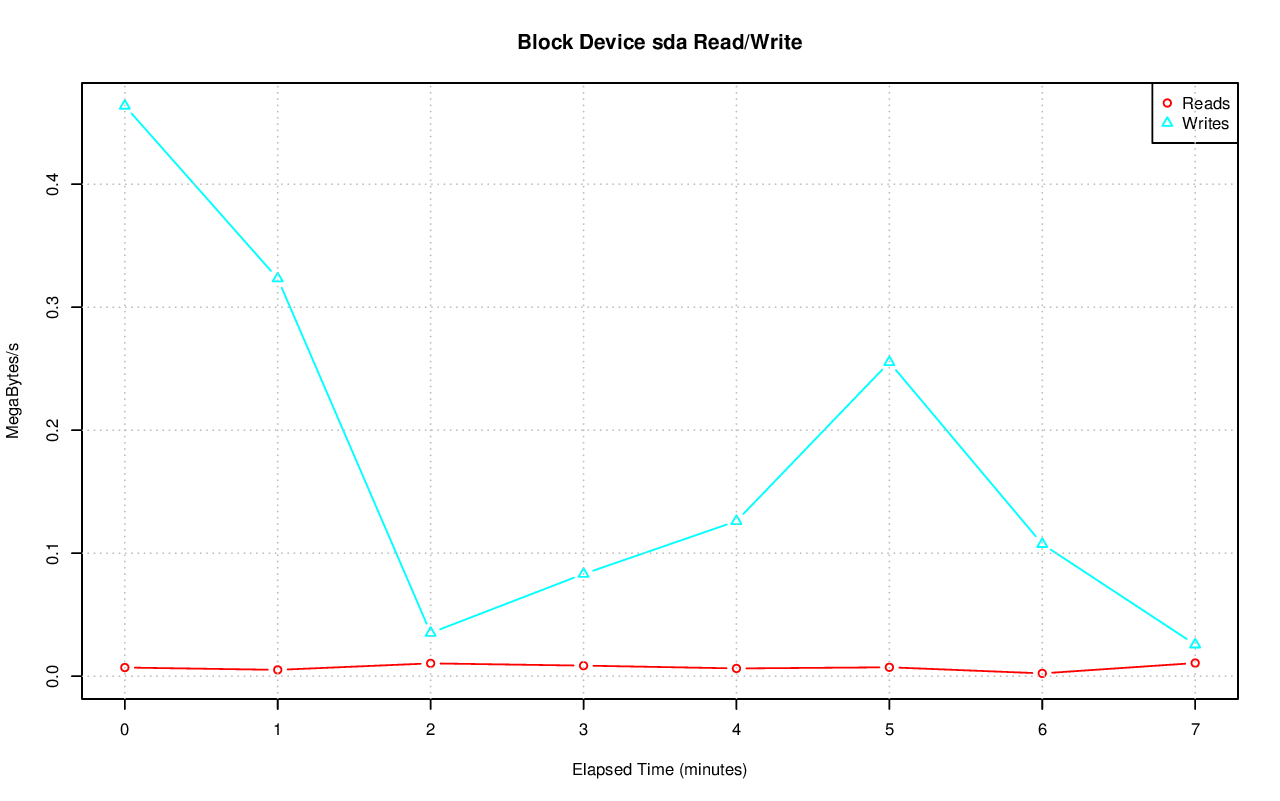 Block Device sda Read/Write
Reads
Writes
MegaBytes/s
0.4
0.3
0.2
0.1
0.0
0 1 2 3 4 5 6 7
Elapsed Time (minutes)